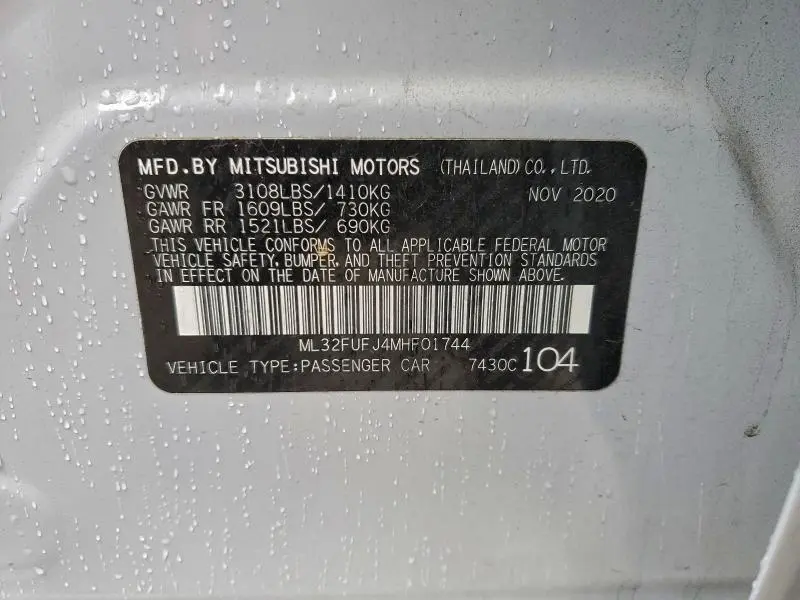 MFD.BY MITSUBISHI MOTORS (THAILAND) CO., LTD.
GVWR 3108LBS/1410KG NOV 2020
GAWR FR 1609LBS/ 730KG
GAWR RR 1521LBS/ 690KG
THIS VEHICLE CONFORMS TO ALL APPLICABLE FEDERAL MOTOR
VEHICLE SAFETY, BUMPER, AND THEFT PREVENTION STANDARDS
IN EFFECT ON THE DATE OF MANUFACTURE SHOWN ABOVE.
ML32FUFJ4MHF01744
VEHICLE TYPE:PASSENGER CAR 7430C 104